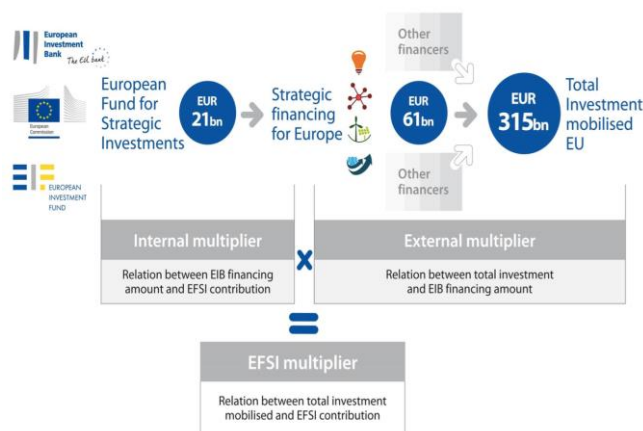 European
Investment
Bank
The EIB bank
European
Commission
EUROPEAN
INVESTMENT
FUND
European
Fund for
Strategic
Investments
EUR
21bn
Strategic
financing
for Europe
EUR
61bn
Other
financers
Other
financers
EUR
315bn
Total
Investment
mobilised
EU
Internal multiplier
Relation between EIB financing
amount and EFSI contribution
×
External multiplier
Relation between total investment
and EIB financing amount
=
EFSI multiplier
Relation between total investment
mobilised and EFSI contribution